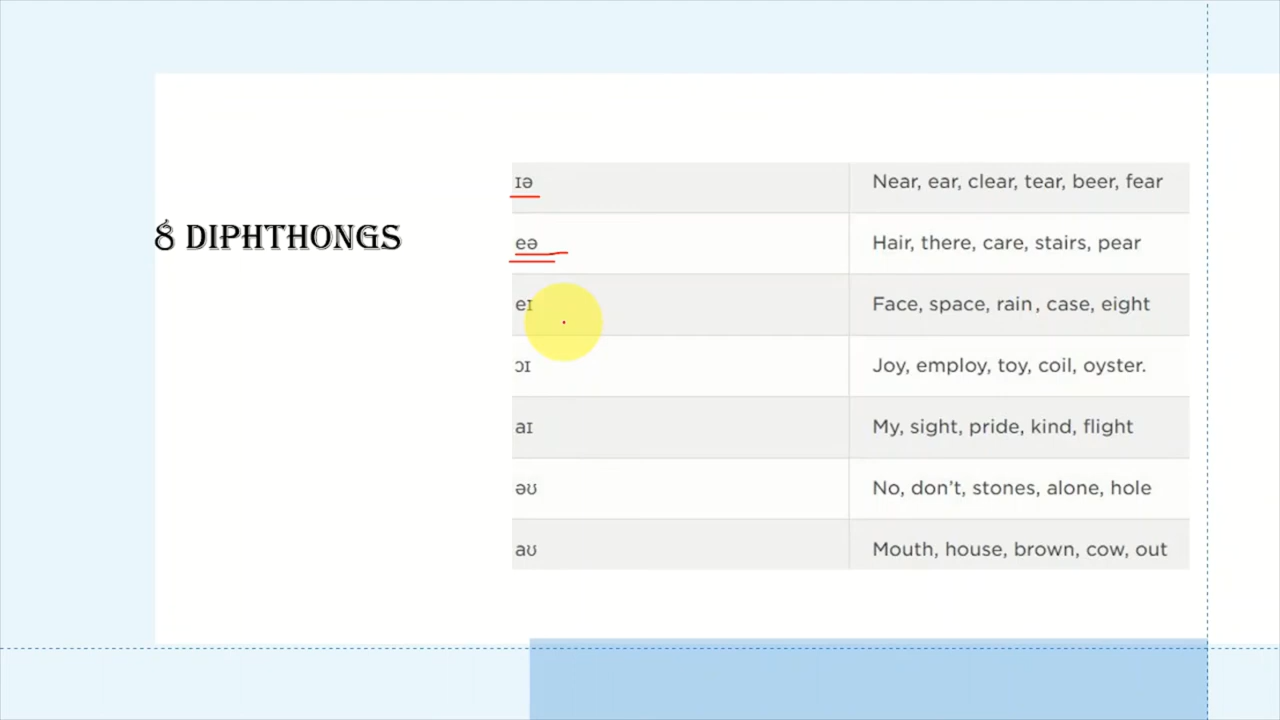 8 DIPHTHONGS
ɪə Near, ear, clear, tear, beer, fear
eə Hair, there, care, stairs, pear
eɪ Face, space, rain, case, eight
ɔɪ Joy, employ, toy, coil, oyster.
aɪ My, sight, pride, kind, flight
əʊ No, don't, stones, alone, hole
aʊ Mouth, house, brown, cow, out